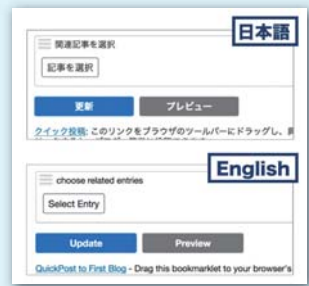 日本語
関連記事を選択
記事を選択
更新 プレビュー
クイック投稿: このリンクをブラウザのツールバーにドラッグし、
English
choose related entries
Select Entry
Update Preview
QuickPost to First Blog - Drag this bookmarklet to your browser's